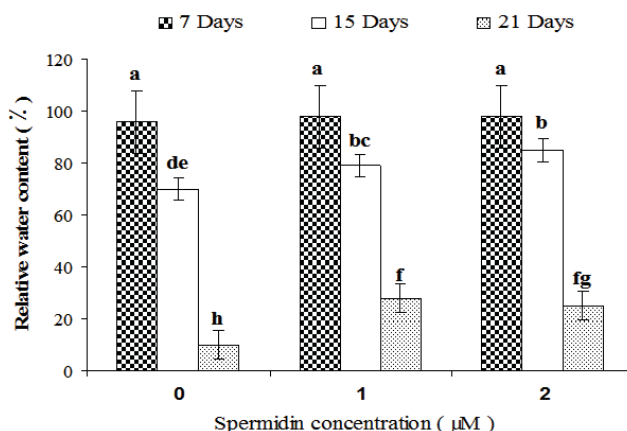 7 Days 15 Days 21 Days
Relative water content ( ٪ )
120
100
80
60
40
20
0
a
de
h
a
bc
f
a
b
fg
0 1 2
Spermidin concentration ( µM )